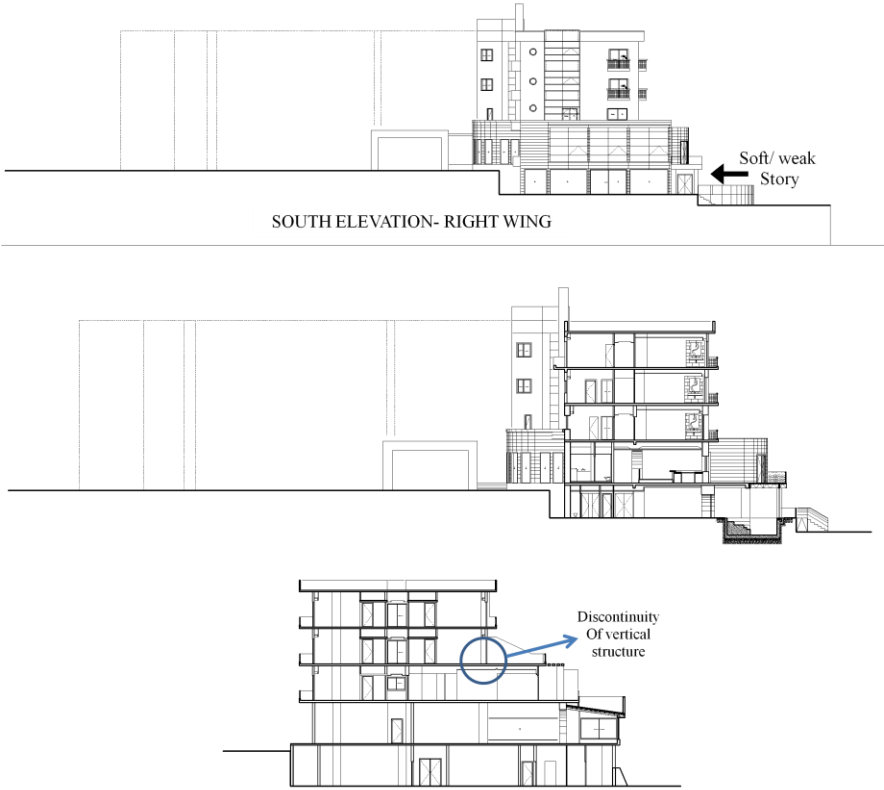 Soft/ weak
Story
SOUTH ELEVATION- RIGHT WING
Discontinuity
Of vertical
structure